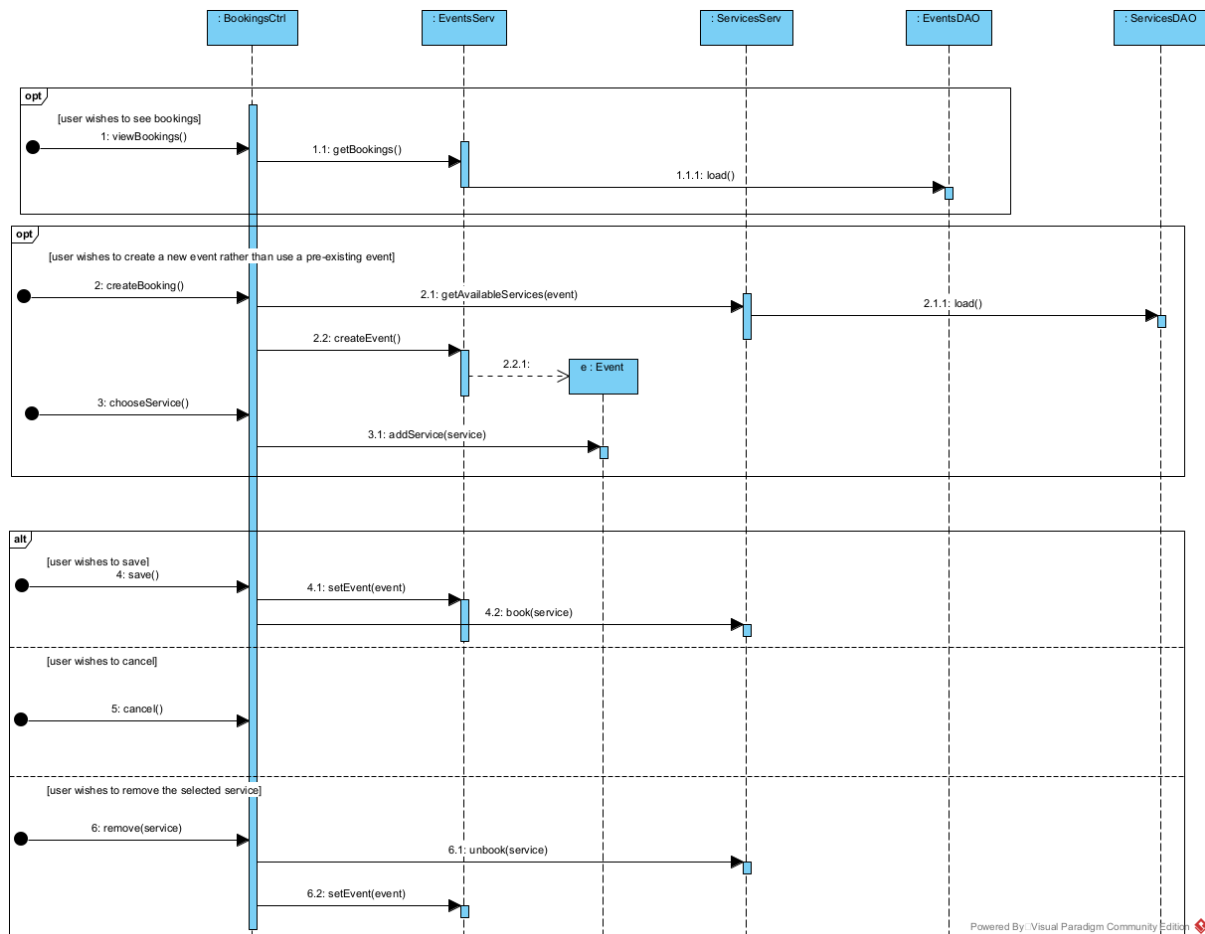 : BookingsCtrl
: EventsServ
: ServicesServ
: EventsDAO
: ServicesDAO
opt
[user wishes to see bookings]
1: viewBookings()
1.1: getBookings()
1.1.1: load()
opt
[user wishes to create a new event rather than use a pre-existing event]
2: createBooking()
2.1: getAvailableServices(event)
2.1.1: load()
2.2: createEvent()
2.2.1:
e : Event
3: chooseService()
3.1: addService(service)
alt
[user wishes to save]
4: save()
4.1: setEvent(event)
4.2: book(service)
[user wishes to cancel]
5: cancel()
[user wishes to remove the selected service]
6: remove(service)
6.1: unbook(service)
6.2: setEvent(event)
Powered By Visual Paradigm Community Edition